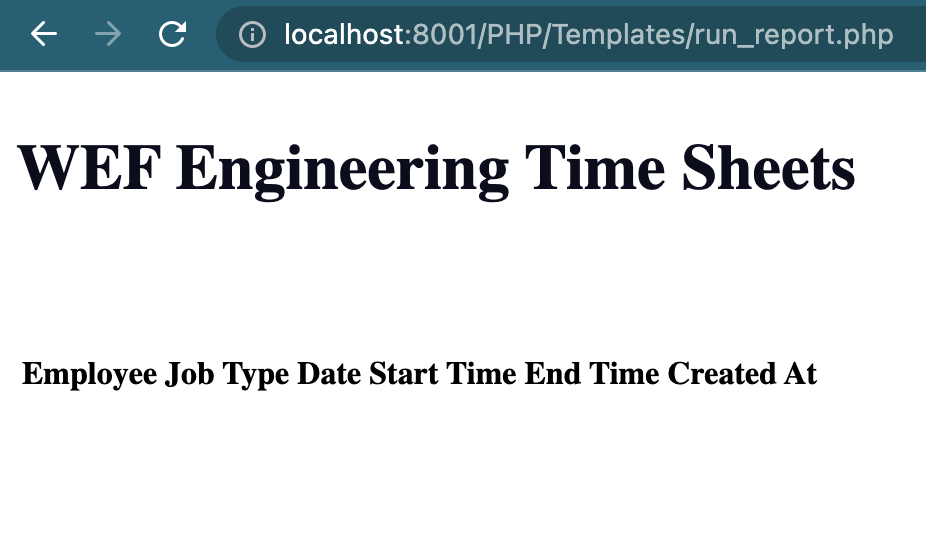 localhost:8001/PHP/Templates/run_report.php
WEF Engineering Time Sheets
Employee Job Type Date Start Time End Time Created At